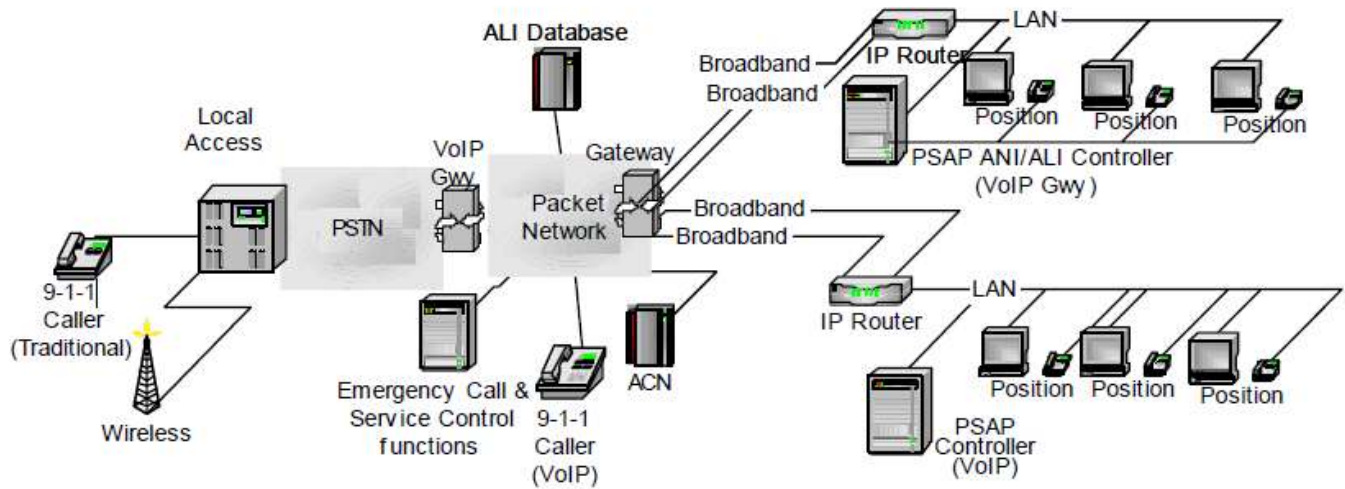 ALI Database
Local
Access
PSTN
VoIP
Gwy
Packet
Network
Gateway
9-1-1
Caller
(Traditional)
Wireless
Emergency Call &
Service Control
functions
9-1-1
Caller
(VoIP)
ACN
Broadband
Broadband
IP Router
LAN
Position
Position
Position
PSAP ANI/ALI Controller
(VoIP Gwy)
Broadband
Broadband
IP Router
LAN
Position
Position
Position
PSAP
Controller
(VoIP)